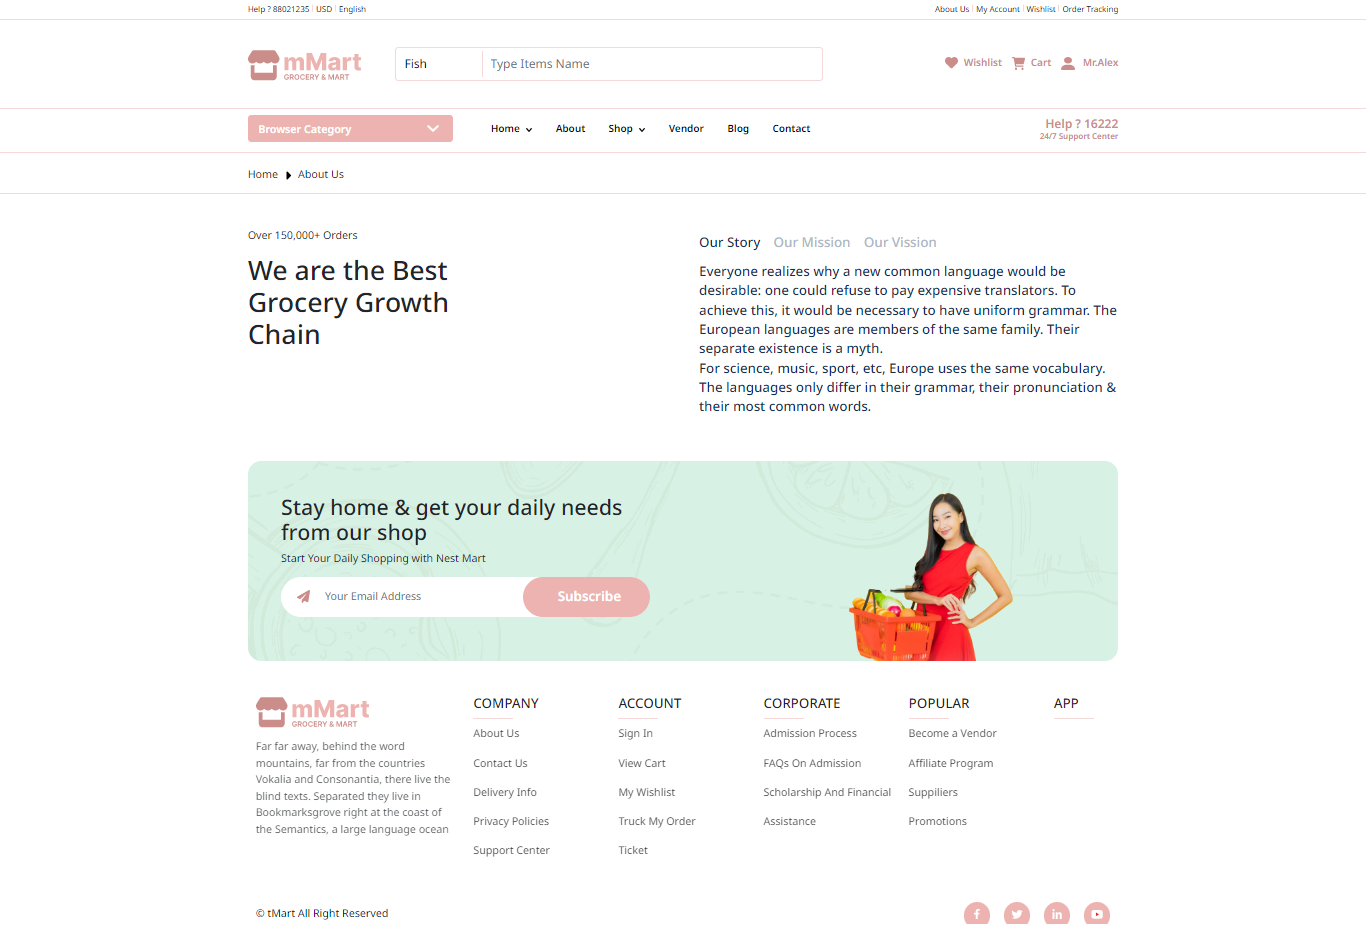 Help ? 88021235 USD English
About Us My Account Wishlist Order Tracking
mMart
GROCERY & MART
Fish
Type Items Name
Wishlist Cart Mr.Alex
Browser Category
Home About Shop Vendor Blog Contact
Help ? 16222
24/7 Support Center
Home About Us
Over 150,000+ Orders
We are the Best
Grocery Growth
Chain
Our Story Our Mission Our Vission
Everyone realizes why a new common language would be
desirable: one could refuse to pay expensive translators. To
achieve this, it would be necessary to have uniform grammar. The
European languages are members of the same family. Their
separate existence is a myth.
For science, music, sport, etc, Europe uses the same vocabulary.
The languages only differ in their grammar, their pronunciation &
their most common words.
Stay home & get your daily needs
from our shop
Start Your Daily Shopping with Nest Mart
Your Email Address
Subscribe
mMart
GROCERY & MART
Far far away, behind the word
mountains, far from the countries
Vokalia and Consonantia, there live the
blind texts. Separated they live in
Bookmarksgrove right at the coast of
the Semantics, a large language ocean
COMPANY
About Us
Contact Us
Delivery Info
Privacy Policies
Support Center
ACCOUNT
Sign In
View Cart
My Wishlist
Truck My Order
Ticket
CORPORATE
Admission Process
FAQs On Admission
Scholarship And Financial
Assistance
POPULAR
Become a Vendor
Affiliate Program
Suppiliers
Promotions
APP
© tMart All Right Reserved